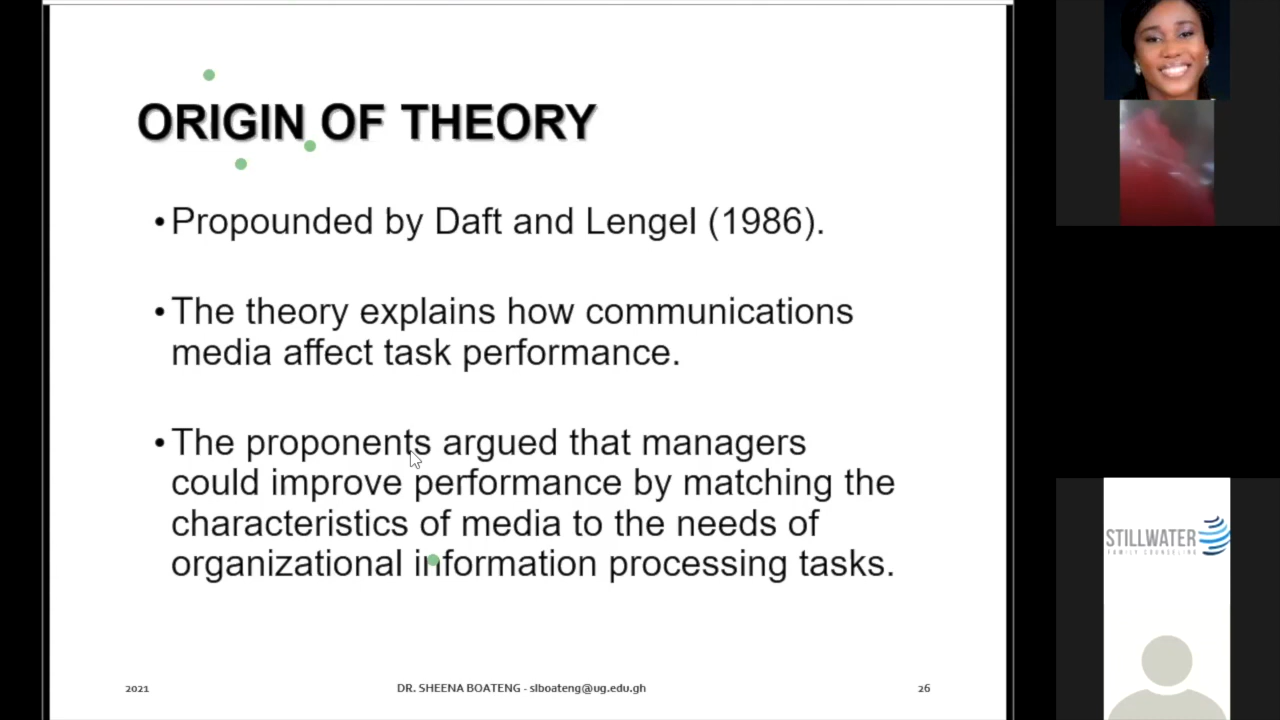 ORIGIN OF THEORY
•Propounded by Daft and Lengel (1986).
•The theory explains how communications
media affect task performance.
•The proponents argued that managers
could improve performance by matching the
characteristics of media to the needs of
organizational information processing tasks.
2021
DR. SHEENA BOATENG - slboateng@ug.edu.gh
26
STILLWATER
FAMILY COUNSELING